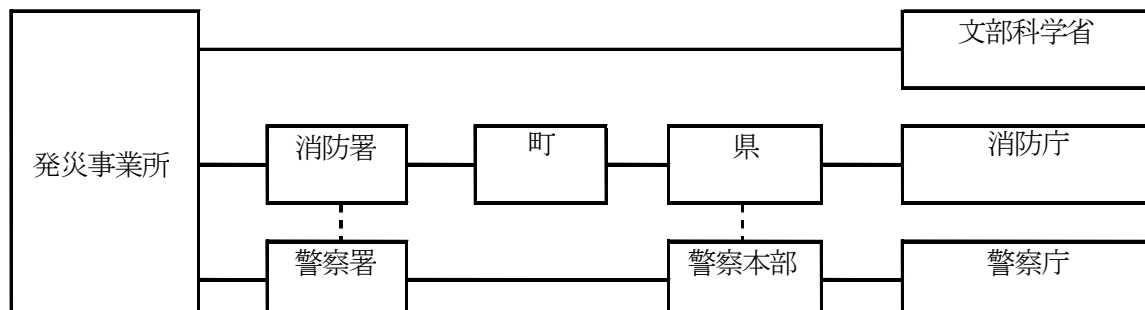 文部科学省
発災事業所
消防署
町
県
消防庁
警察署
警察本部
警察庁